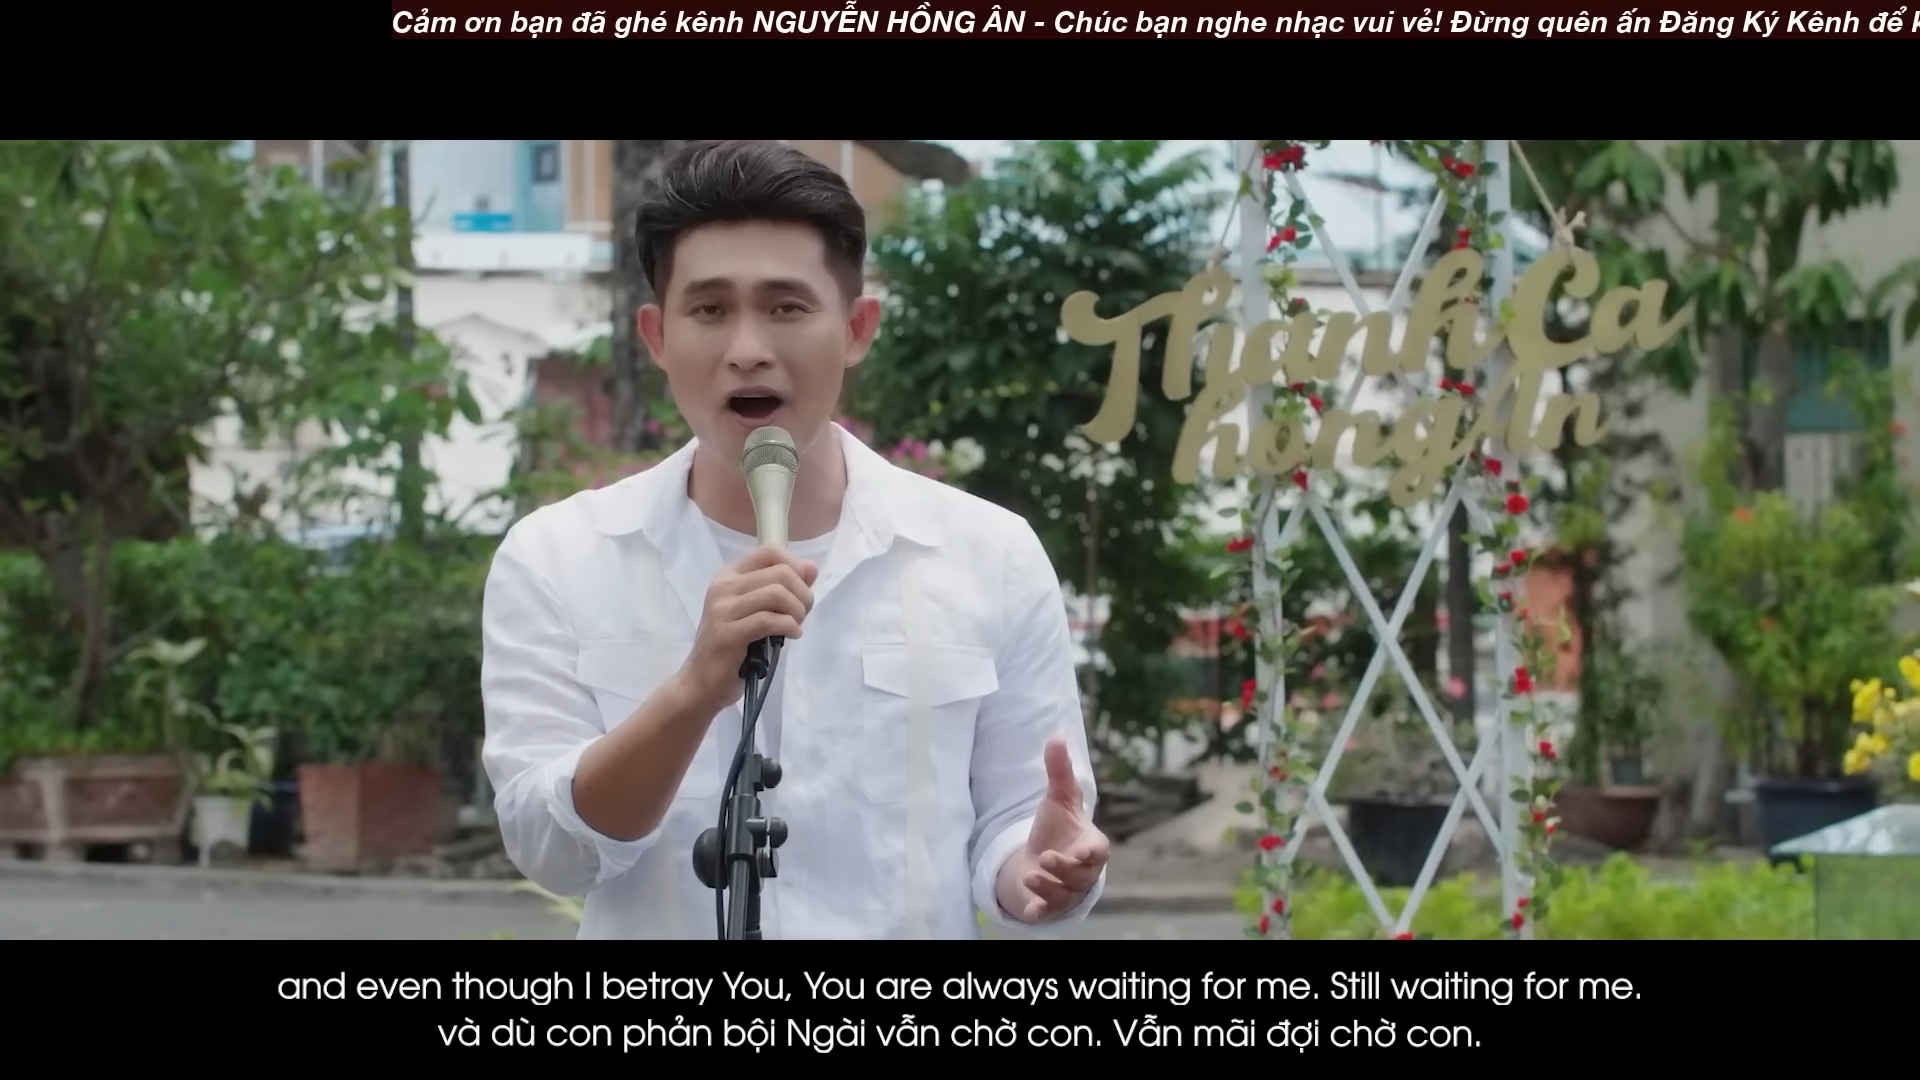 Cảm ơn bạn đã ghé kênh NGUYỄN HỒNG ÂN - Chúc bạn nghe nhạc vui vẻ! Đừng quên ấn Đăng Ký Kênh để
Thanh Ca
hồng Ân
and even though I betray You, You are always waiting for me. Still waiting for me.
và dù con phản bội Ngài vẫn chờ con. Vẫn mãi đợi chờ con.